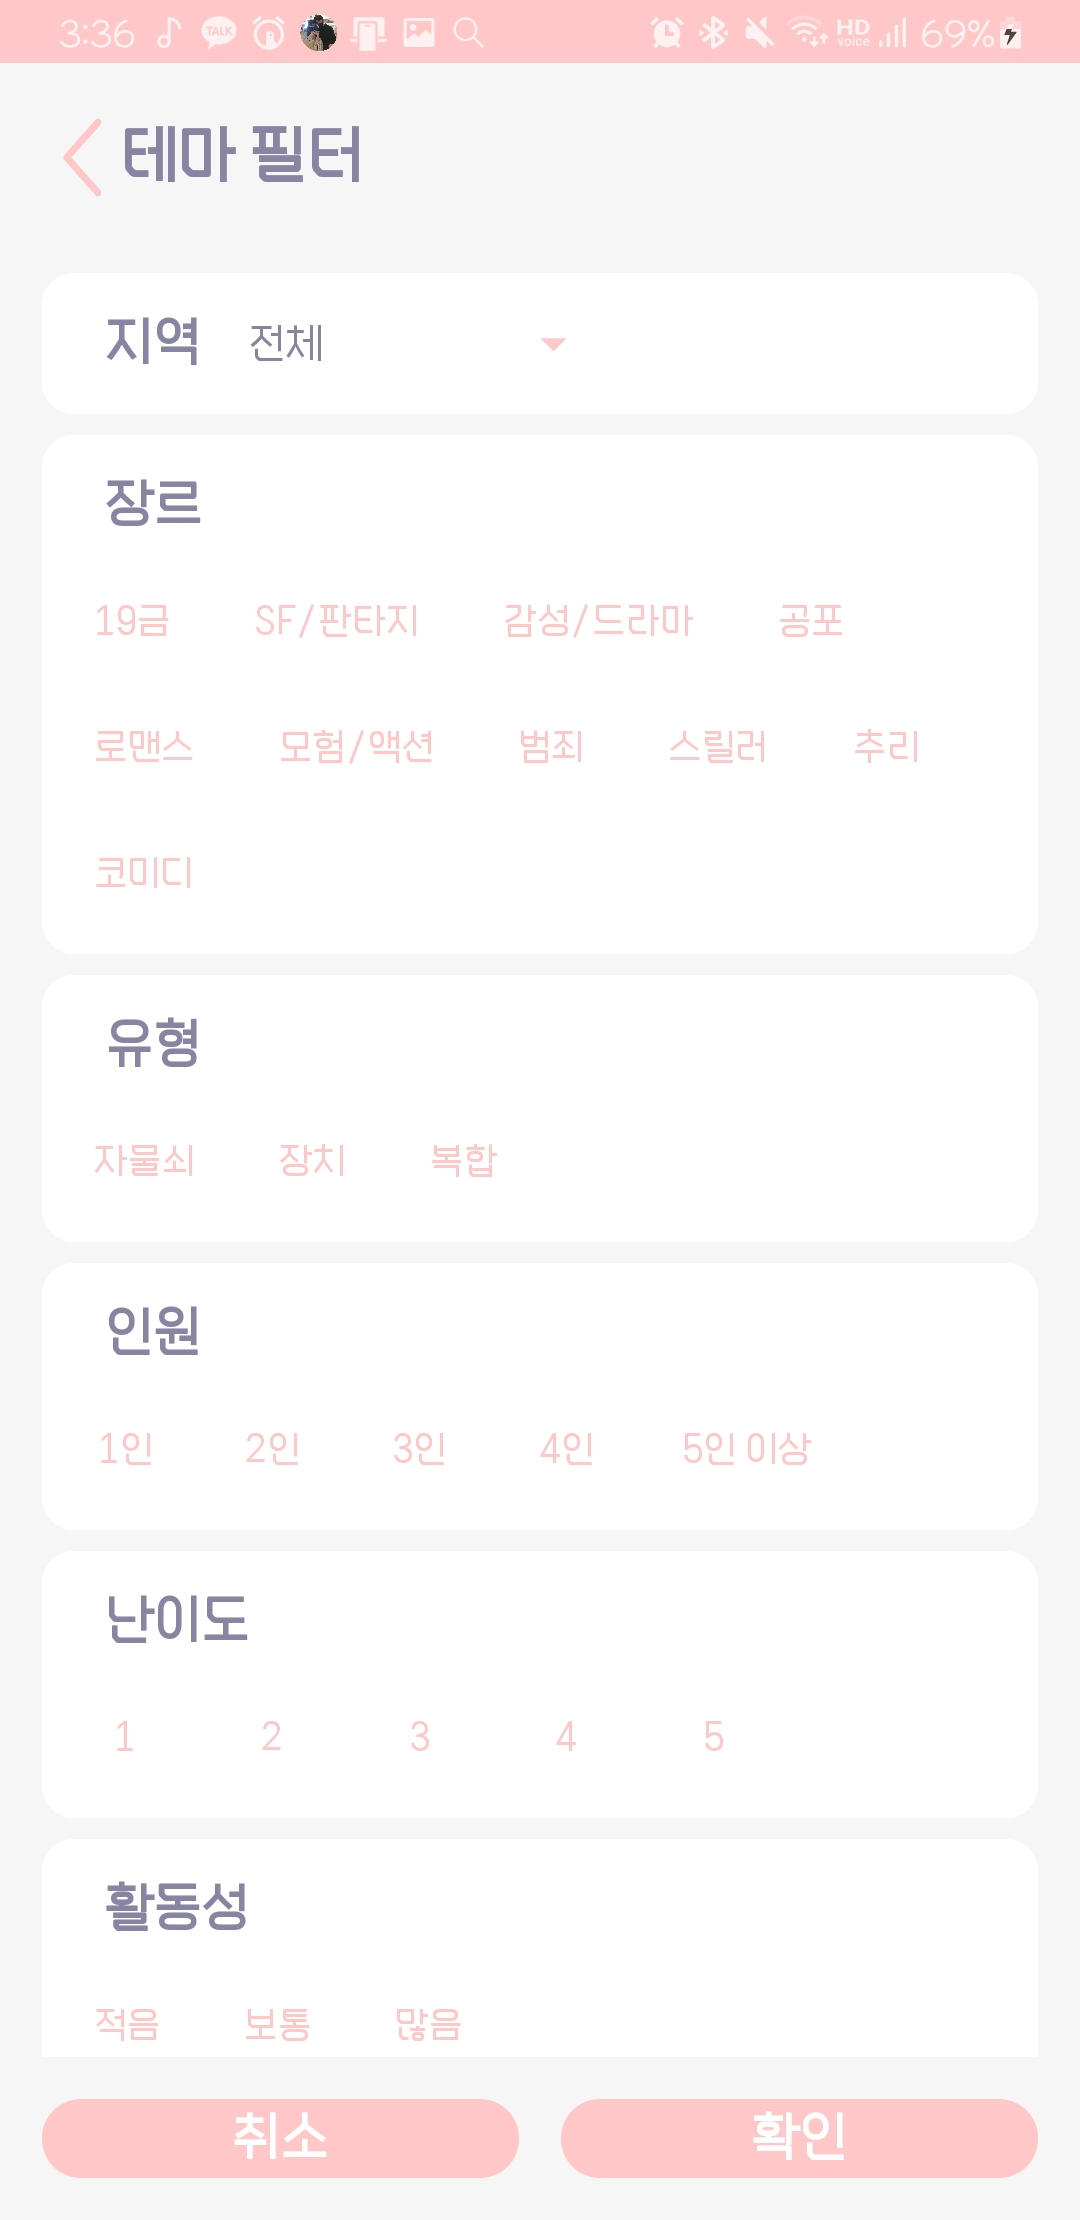 3:36 TALK HD voice 69%
테마 필터
지역 전체
장르
19금 SF/판타지 감성/드라마 공포
로맨스 모험/액션 범죄 스릴러 추리
코미디
유형
자물쇠 장치 복합
인원
1인 2인 3인 4인 5인 이상
난이도
1 2 3 4 5
활동성
적음 보통 많음
취소 확인